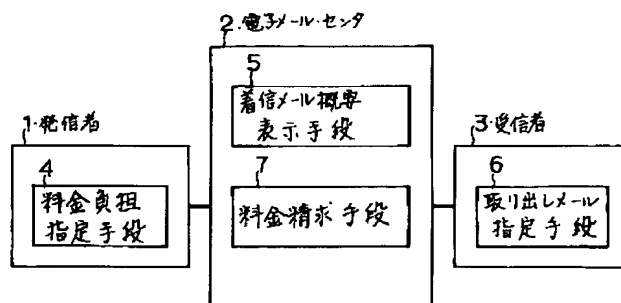 2.電子メール・センタ
5
着信メール概要
表示手段
1.発信者
4
料金負担
指定手段
7
料金精求手段
3.受信者
6
取り出しメール
指定手段